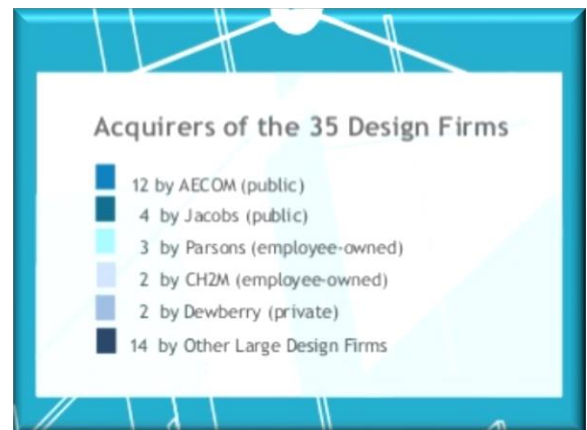 Acquirers of the 35 Design Firms
12 by AECOM (public)
4 by Jacobs (public)
3 by Parsons (employee-owned)
2 by CH2M (employee-owned)
2 by Dewberry (private)
14 by Other Large Design Firms